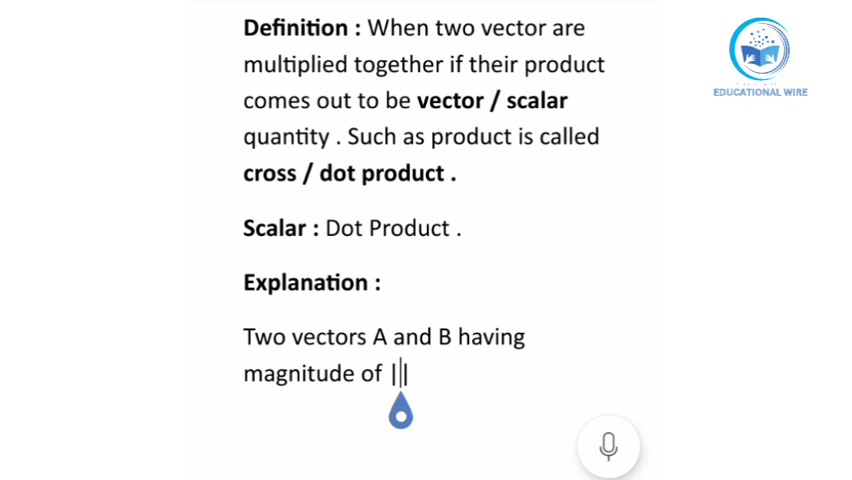 Definition : When two vector are
multiplied together if their product
comes out to be vector / scalar
quantity . Such as product is called
cross / dot product .
Scalar : Dot Product .
Explanation :
Two vectors A and B having
magnitude of ||
EDUCATIONAL WIRE